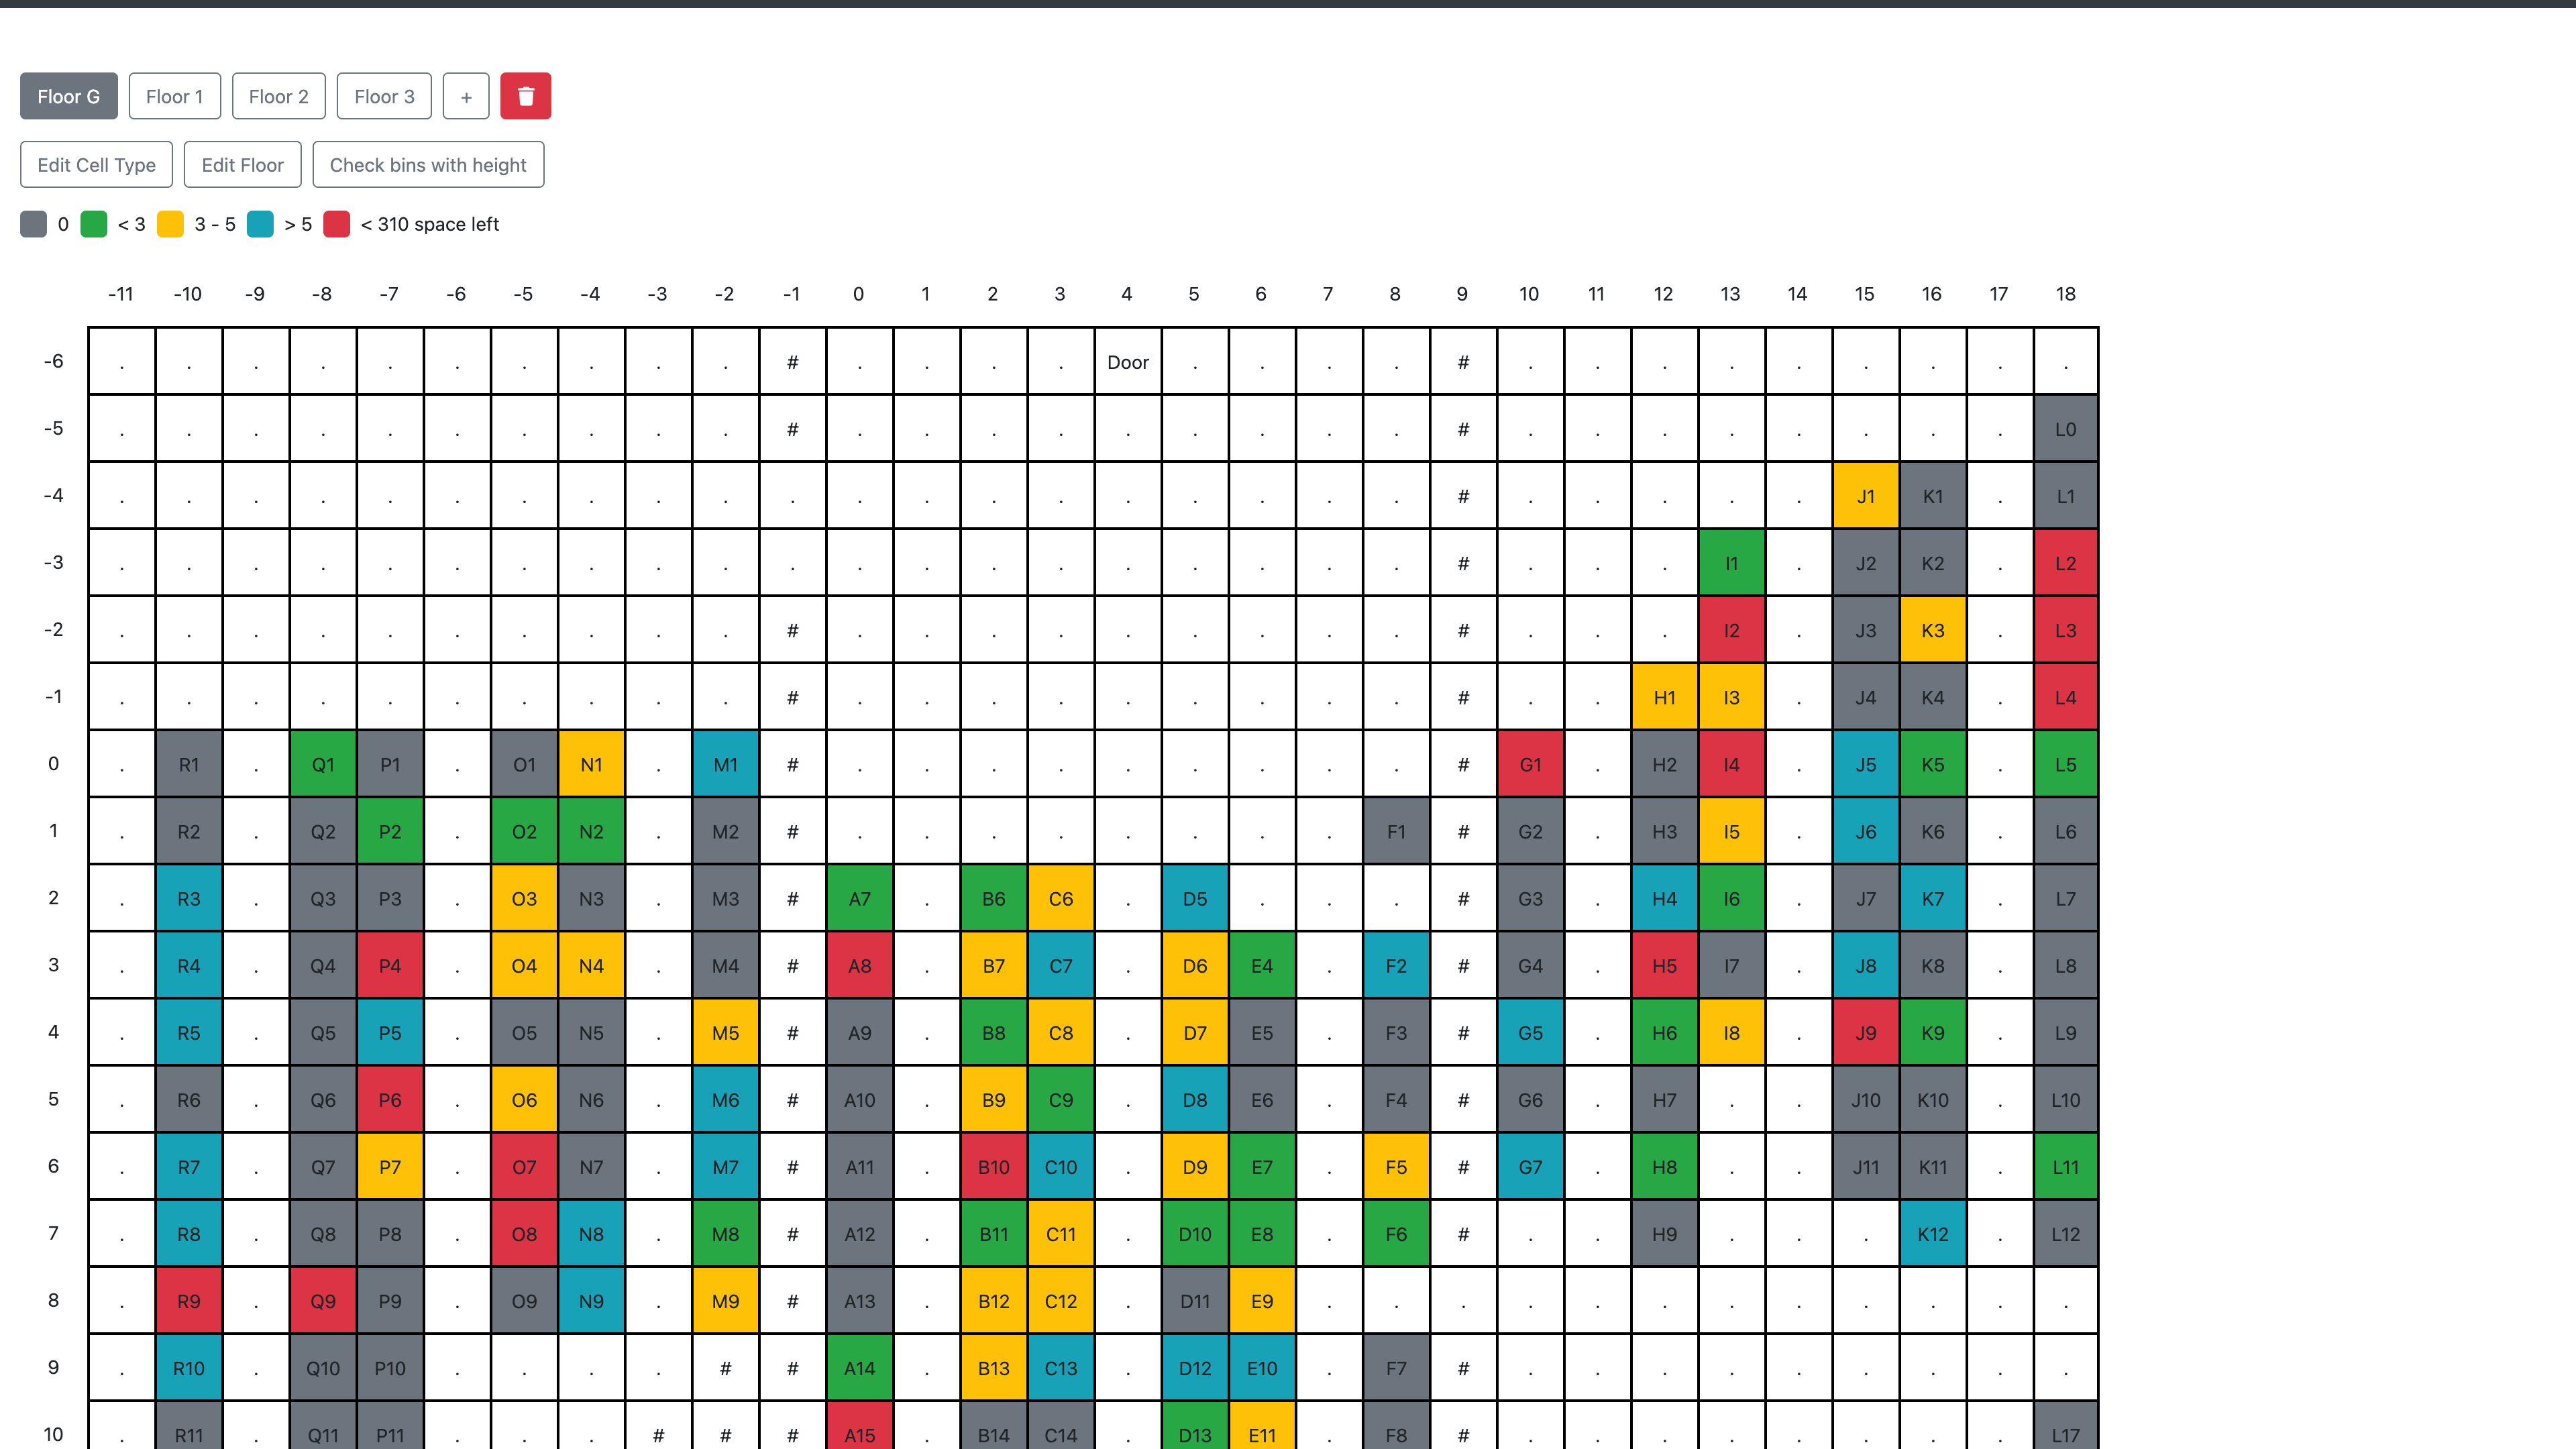 Floor G Floor 1 Floor 2 Floor 3 +
Edit Cell Type Edit Floor Check bins with height
0 < 3 3 - 5 > 5 < 310 space left
-11 -10 -9 -8 -7 -6 -5 -4 -3 -2 -1 0 1 2 3 4 5 6 7 8 9 10 11 12 13 14 15 16 17 18
-6 . . . . . . . . . . # . . . . Door . . . . # . . . . . . . . .
-5 . . . . . . . . . . # . . . . . . . . . # . . . . . . . . L0
-4 . . . . . . . . . . . . . . . . . . . . # . . . . . J1 K1 . L1
-3 . . . . . . . . . . . . . . . . . . . . # . . . I1 . J2 K2 . L2
-2 . . . . . . . . . . # . . . . . . . . . # . . . I2 . J3 K3 . L3
-1 . . . . . . . . . . # . . . . . . . . . # . . H1 I3 . J4 K4 . L4
0 . R1 . Q1 P1 . O1 N1 . M1 # . . . . . . . . . # G1 . H2 I4 . J5 K5 . L5
1 . R2 . Q2 P2 . O2 N2 . M2 # . . . . . . . . F1 # G2 . H3 I5 . J6 K6 . L6
2 . R3 . Q3 P3 . O3 N3 . M3 # A7 . B6 C6 . D5 . . . # G3 . H4 I6 . J7 K7 . L7
3 . R4 . Q4 P4 . O4 N4 . M4 # A8 . B7 C7 . D6 E4 . F2 # G4 . H5 I7 . J8 K8 . L8
4 . R5 . Q5 P5 . O5 N5 . M5 # A9 . B8 C8 . D7 E5 . F3 # G5 . H6 I8 . J9 K9 . L9
5 . R6 . Q6 P6 . O6 N6 . M6 # A10 . B9 C9 . D8 E6 . F4 # G6 . H7 . . J10 K10 . L10
6 . R7 . Q7 P7 . O7 N7 . M7 # A11 . B10 C10 . D9 E7 . F5 # G7 . H8 . . J11 K11 . L11
7 . R8 . Q8 P8 . O8 N8 . M8 # A12 . B11 C11 . D10 E8 . F6 # . . H9 . . . K12 . L12
8 . R9 . Q9 P9 . O9 N9 . M9 # A13 . B12 C12 . D11 E9 . . . . . . . . . . . .
9 . R10 . Q10 P10 . . . . # # A14 . B13 C13 . D12 E10 . F7 # . . . . . . . . .
10 . R11 . Q11 P11 . . . # # # A15 . B14 C14 . D13 E11 . F8 # . . . . . . . . L17